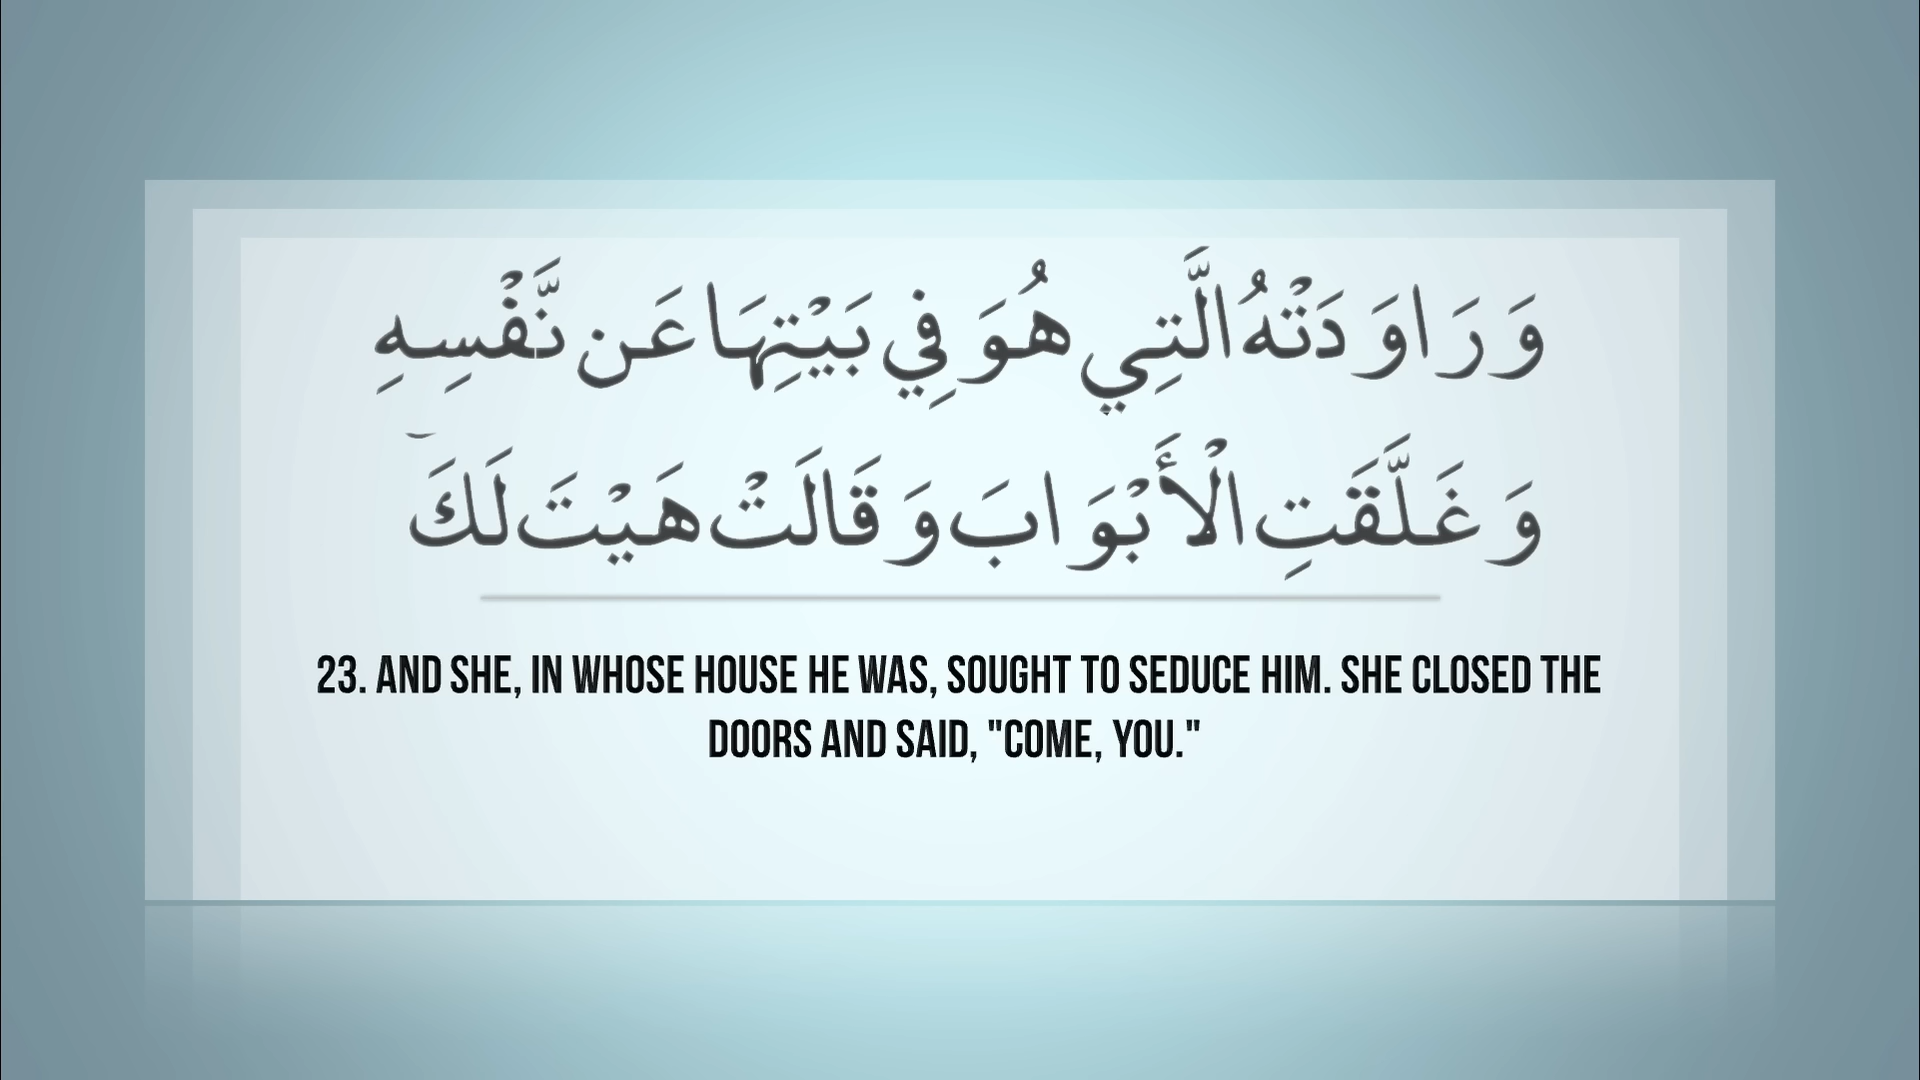 وَرَاوَدَتْهُ الَّتِي هُوَ فِي بَيْتِهَا عَن نَّفْسِهِ
وَغَلَّقَتِ الْأَبْوَابَ وَقَالَتْ هَيْتَ لَكَ ۚ
23. AND SHE, IN WHOSE HOUSE HE WAS, SOUGHT TO SEDUCE HIM. SHE CLOSED THE
DOORS AND SAID, "COME, YOU."